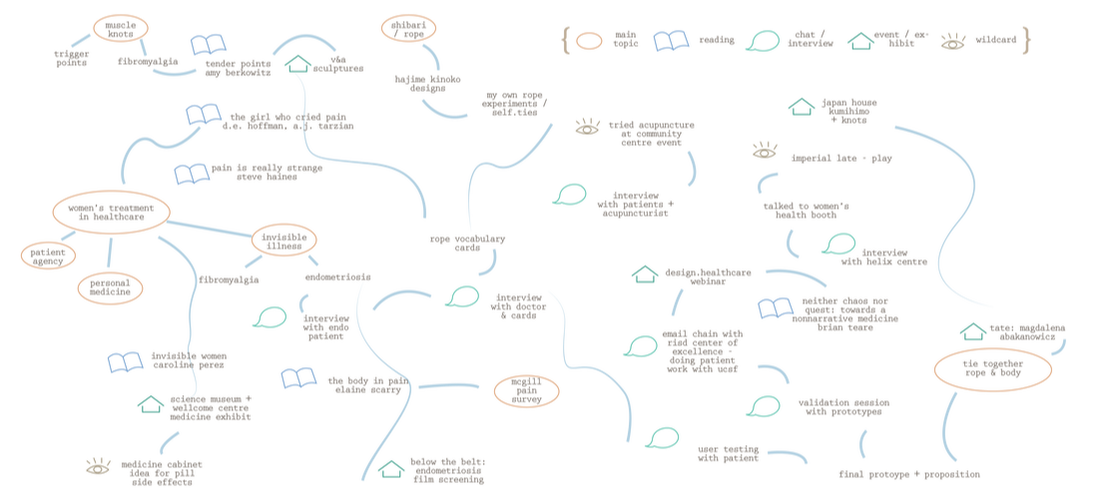 muscle
knots
trigger
points
fibromyalgia
tender points
amy berkowitz
v&a
sculptures
shibari
/ rope
hajime kinoko
designs
my own rope
experiments /
self.ties
{
main
topic
reading
chat /
interview
event / ex-
hibit
wildcard
}
the girl who cried pain
d.e. hoffman, a.j. tarzian
pain is really strange
steve haines
tried acupuncture
at community
centre event
interview
with patients +
acupuncturist
japan house
kumihimo
+ knots
imperial late - play
talked to women's
health booth
interview
with helix centre
women's treatment
in healthcare
patient
agency
personal
medicine
invisible
illness
fibromyalgia
endometriosis
interview
with endo
patient
rope vocabulary
cards
interview
with doctor
& cards
design.healthcare
webinar
neither chaos nor
quest: towards a
nonnarrative medicine
brian teare
email chain with
risd center of
excellence -
doing patient
work with ucsf
tate: magdalena
abakanowicz
tie together
rope & body
invisible women
caroline perez
science museum +
wellcome centre
medicine exhibit
medicine cabinet
idea for pill
side effects
the body in pain
elaine scarry
mcgill
pain
survey
below the belt:
endometriosis
film screening
validation session
with prototypes
user testing
with patient
final protoype + proposition